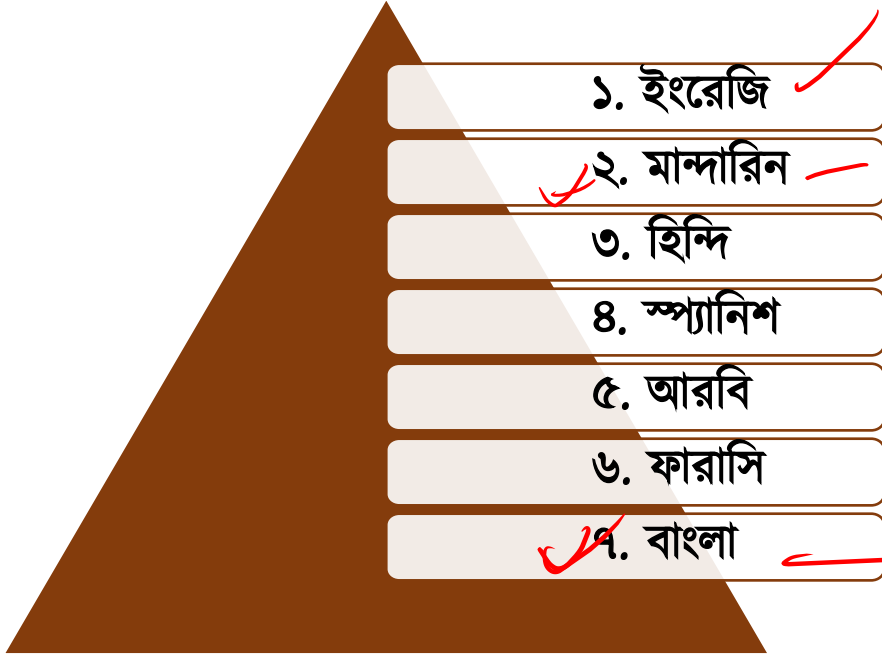 ১. ইংরেজি
২. মান্দারিন
৩. হিন্দি
৪. স্প্যানিশ
৫. আরবি
৬. ফারাসি
৭. বাংলা